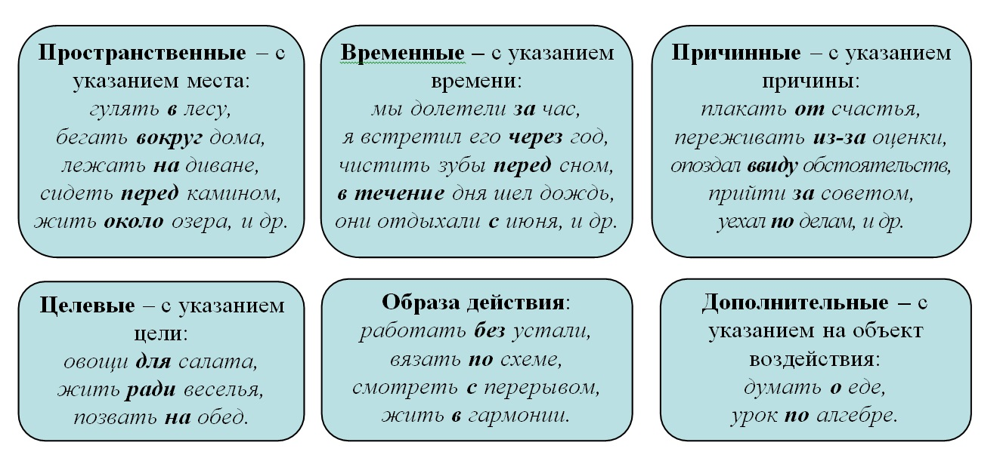 Пространственные – с
указанием места:
гулять в лесу,
бегать вокруг дома,
лежать на диване,
сидеть перед камином,
жить около озера, и др.
Временные – с указанием
времени:
мы долетели за час,
я встретил его через год,
чистить зубы перед сном,
в течение дня шел дождь,
они отдыхали с июня, и др.
Причинные – с указанием
причины:
плакать от счастья,
переживать из-за оценки,
опоздал ввиду обстоятельств,
прийти за советом,
уехал по делам, и др.
Целевые – с указанием
цели:
овощи для салата,
жить ради веселья,
позвать на обед.
Образа действия:
работать без устали,
вязать по схеме,
смотреть с перерывом,
жить в гармонии.
Дополнительные – с
указанием на объект
воздействия:
думать о еде,
урок по алгебре.